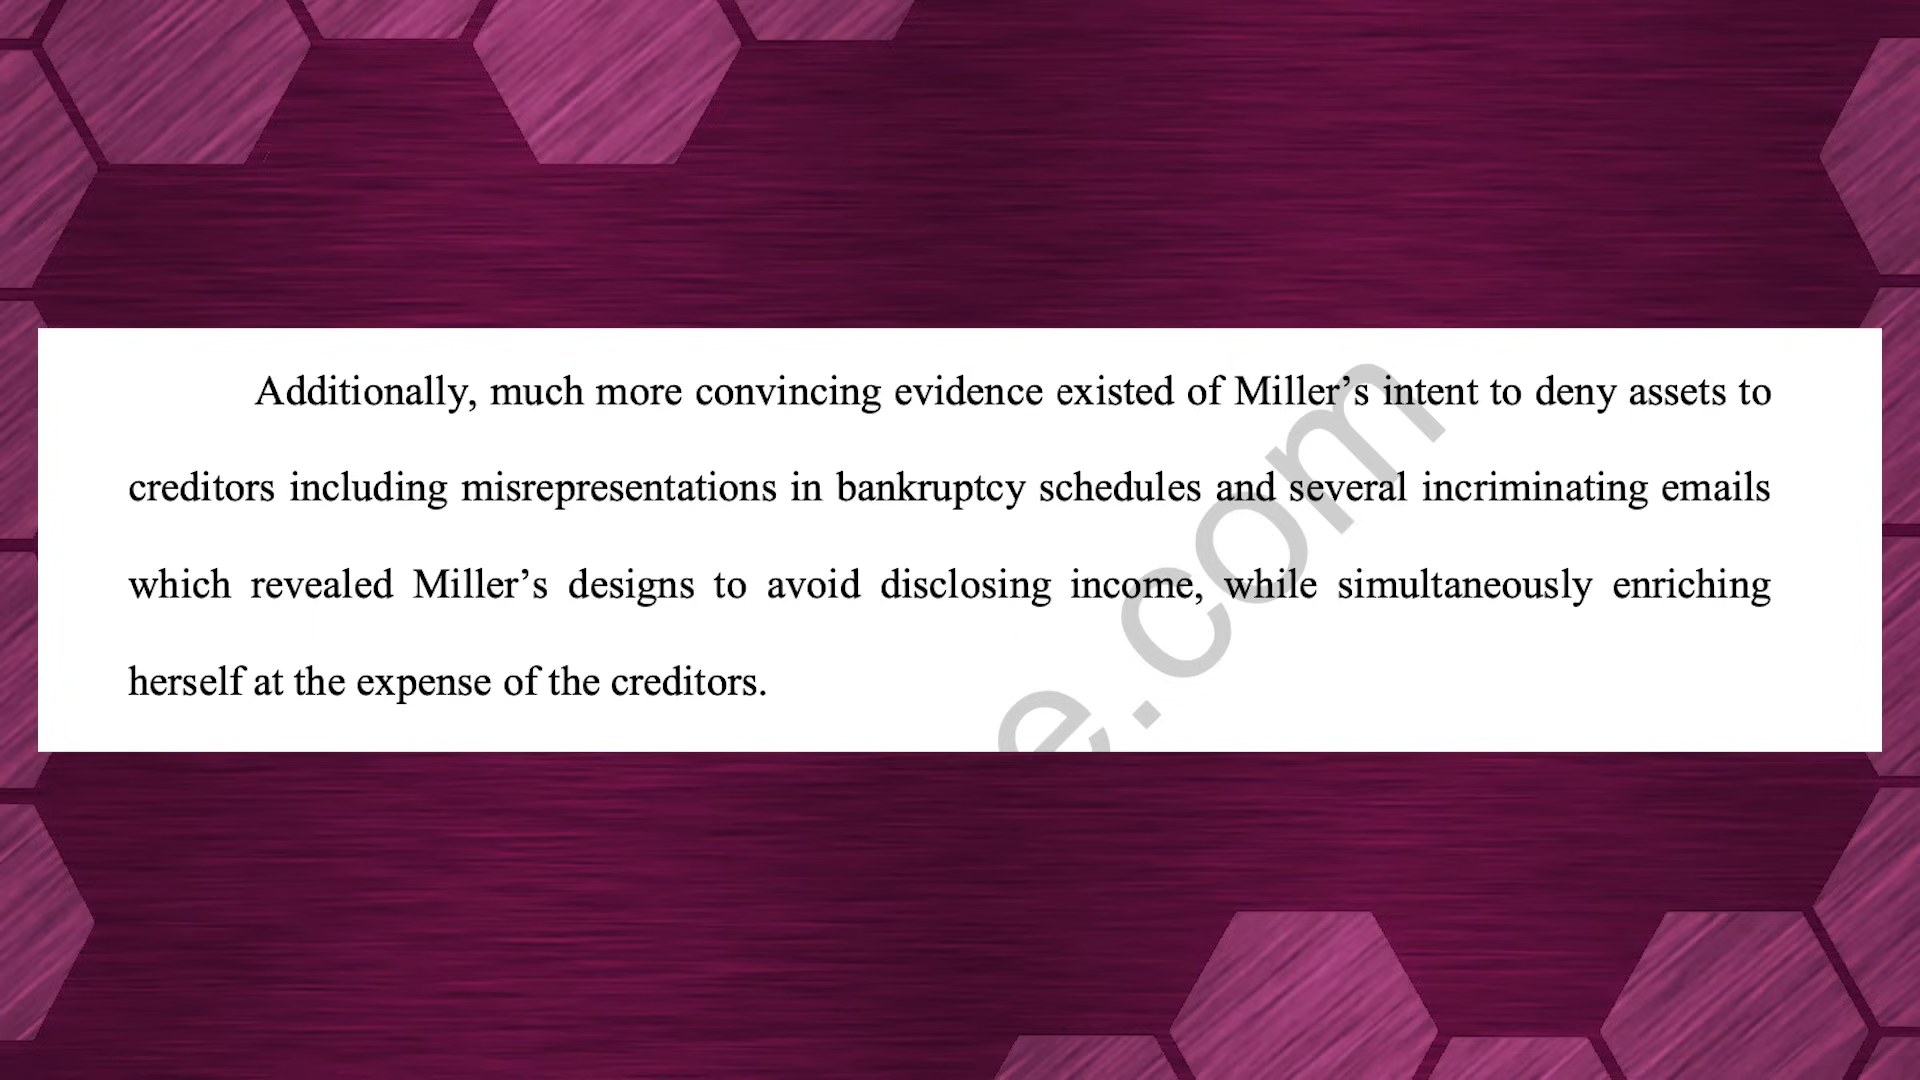 Additionally, much more convincing evidence existed of Miller’s intent to deny assets to
creditors including misrepresentations in bankruptcy schedules and several incriminating emails
which revealed Miller’s designs to avoid disclosing income, while simultaneously enriching
herself at the expense of the creditors.
e.com